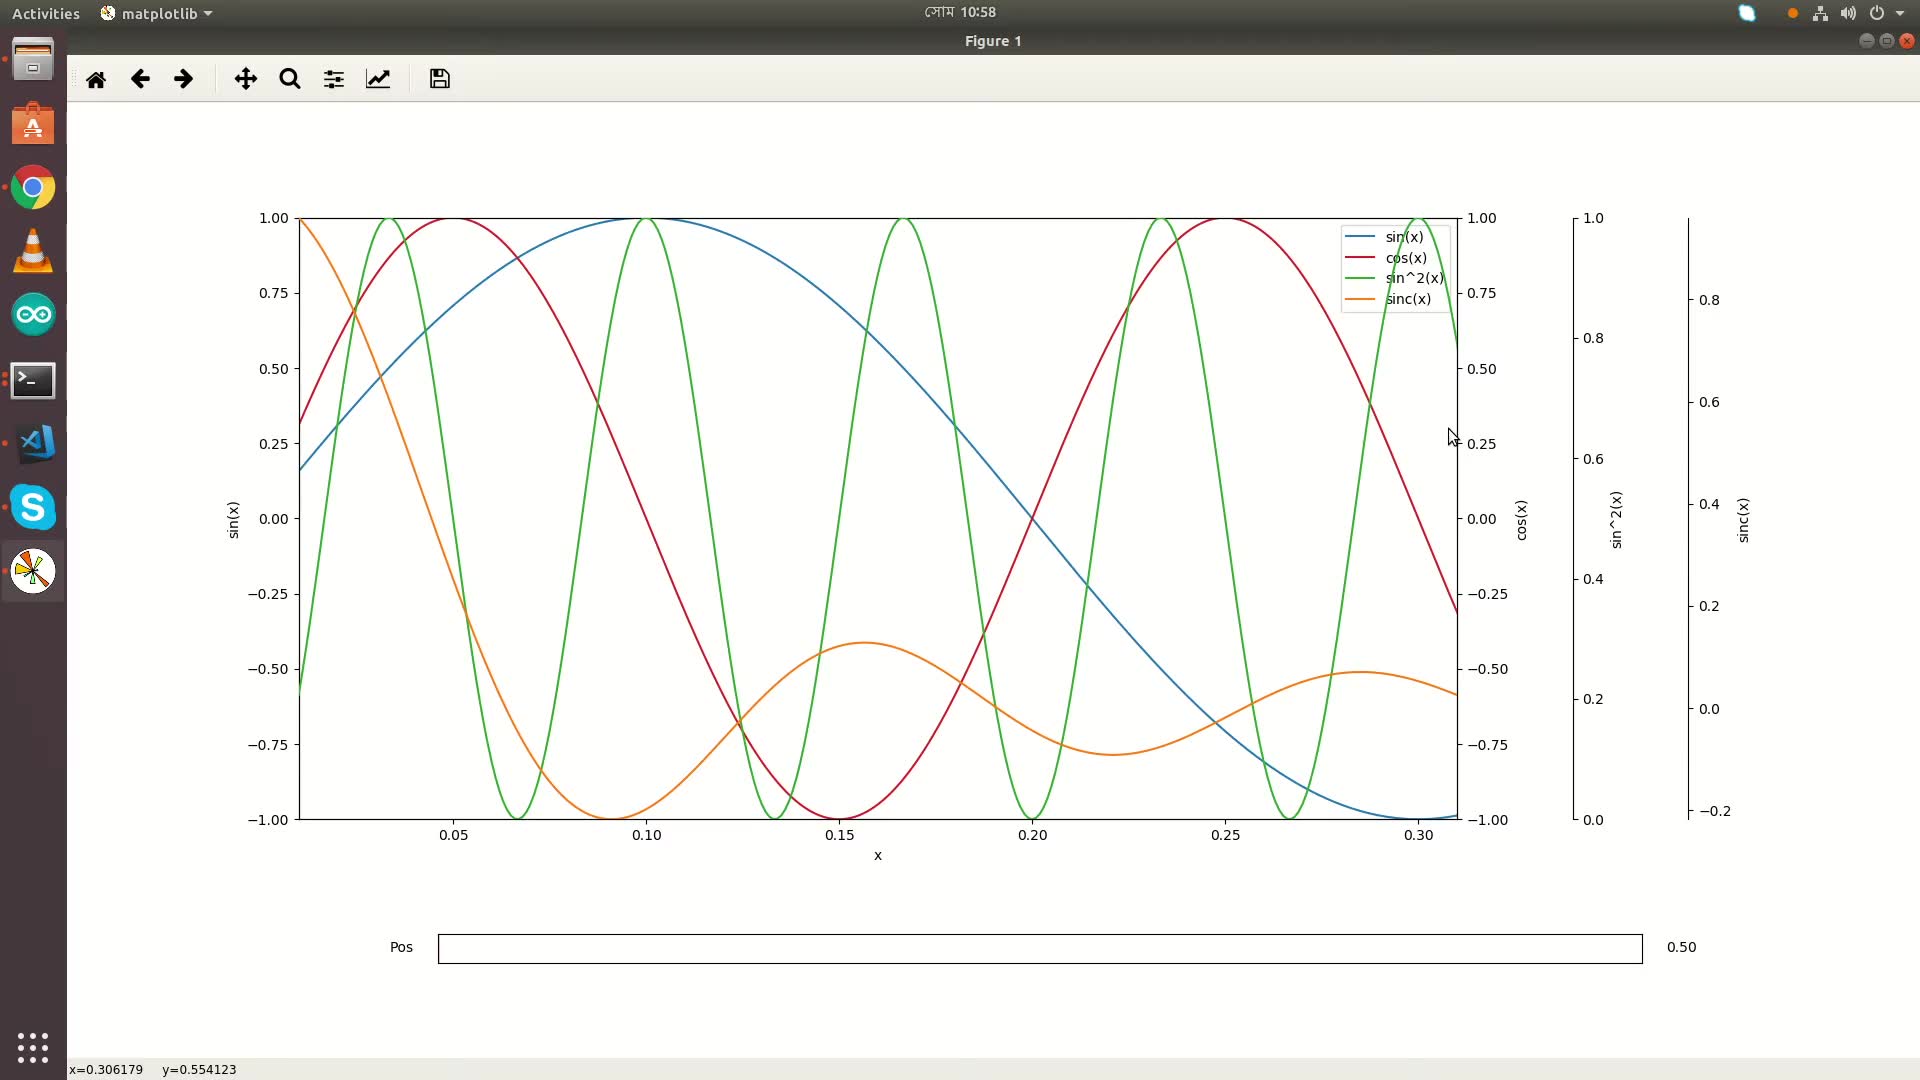 Activities matplotlib সোম 10:58
Figure 1
1.00
0.75
0.50
0.25
0.00
−0.25
−0.50
−0.75
−1.00
sin(x)
0.05 0.10 0.15 0.20 0.25 0.30
x
sin(x)
cos(x)
sin^2(x)
sinc(x)
1.00
0.75
0.50
0.25
0.00
−0.25
−0.50
−0.75
−1.00
cos(x)
1.0
0.8
0.6
0.4
0.2
0.0
sin^2(x)
0.8
0.6
0.4
0.2
0.0
−0.2
sinc(x)
Pos 0.50
x=0.306179 y=0.554123